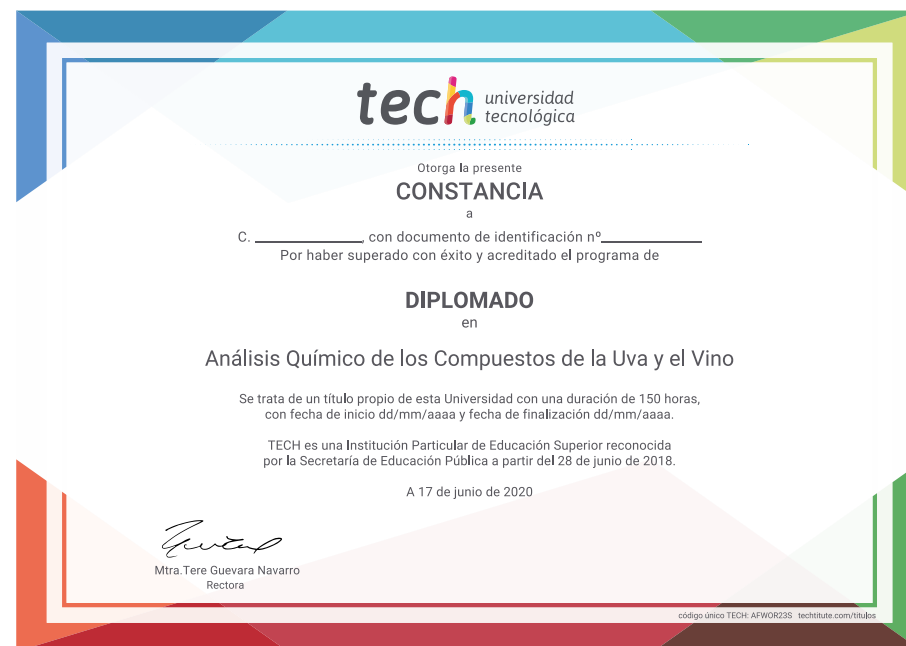 tech universidad
tecnológica
Otorga la presente
CONSTANCIA
a
C. ______________, con documento de identificación nº______________
Por haber superado con éxito y acreditado el programa de
DIPLOMADO
en
Análisis Químico de los Compuestos de la Uva y el Vino
Se trata de un título propio de esta Universidad con una duración de 150 horas,
con fecha de inicio dd/mm/aaaa y fecha de finalización dd/mm/aaaa.
TECH es una Institución Particular de Educación Superior reconocida
por la Secretaría de Educación Pública a partir del 28 de junio de 2018.
A 17 de junio de 2020
Mtra.Tere Guevara Navarro
Rectora
código único TECH: AFWOR23S techtitute.com/titulos